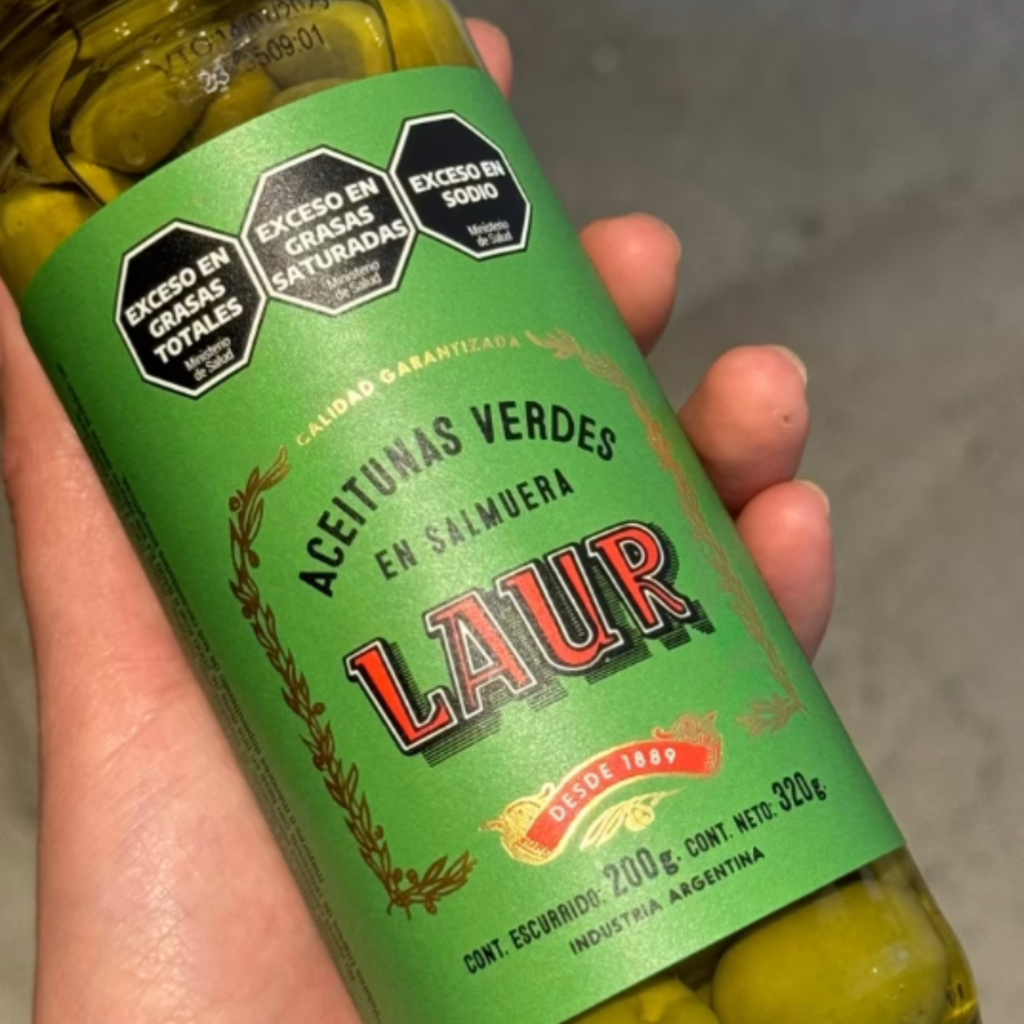 EXCESO EN
GRASAS
TOTALES
Ministerio
de Salud
EXCESO EN
GRASAS
SATURADAS
Ministerio
de Salud
EXCESO EN
SODIO
Ministerio
de Salud
CALIDAD GARANTIZADA
ACEITUNAS VERDES
EN SALMUERA
LAUR
DESDE 1889
CONT. ESCURRIDO: 200g. CONT. NETO: 320g.
INDUSTRIA ARGENTINA